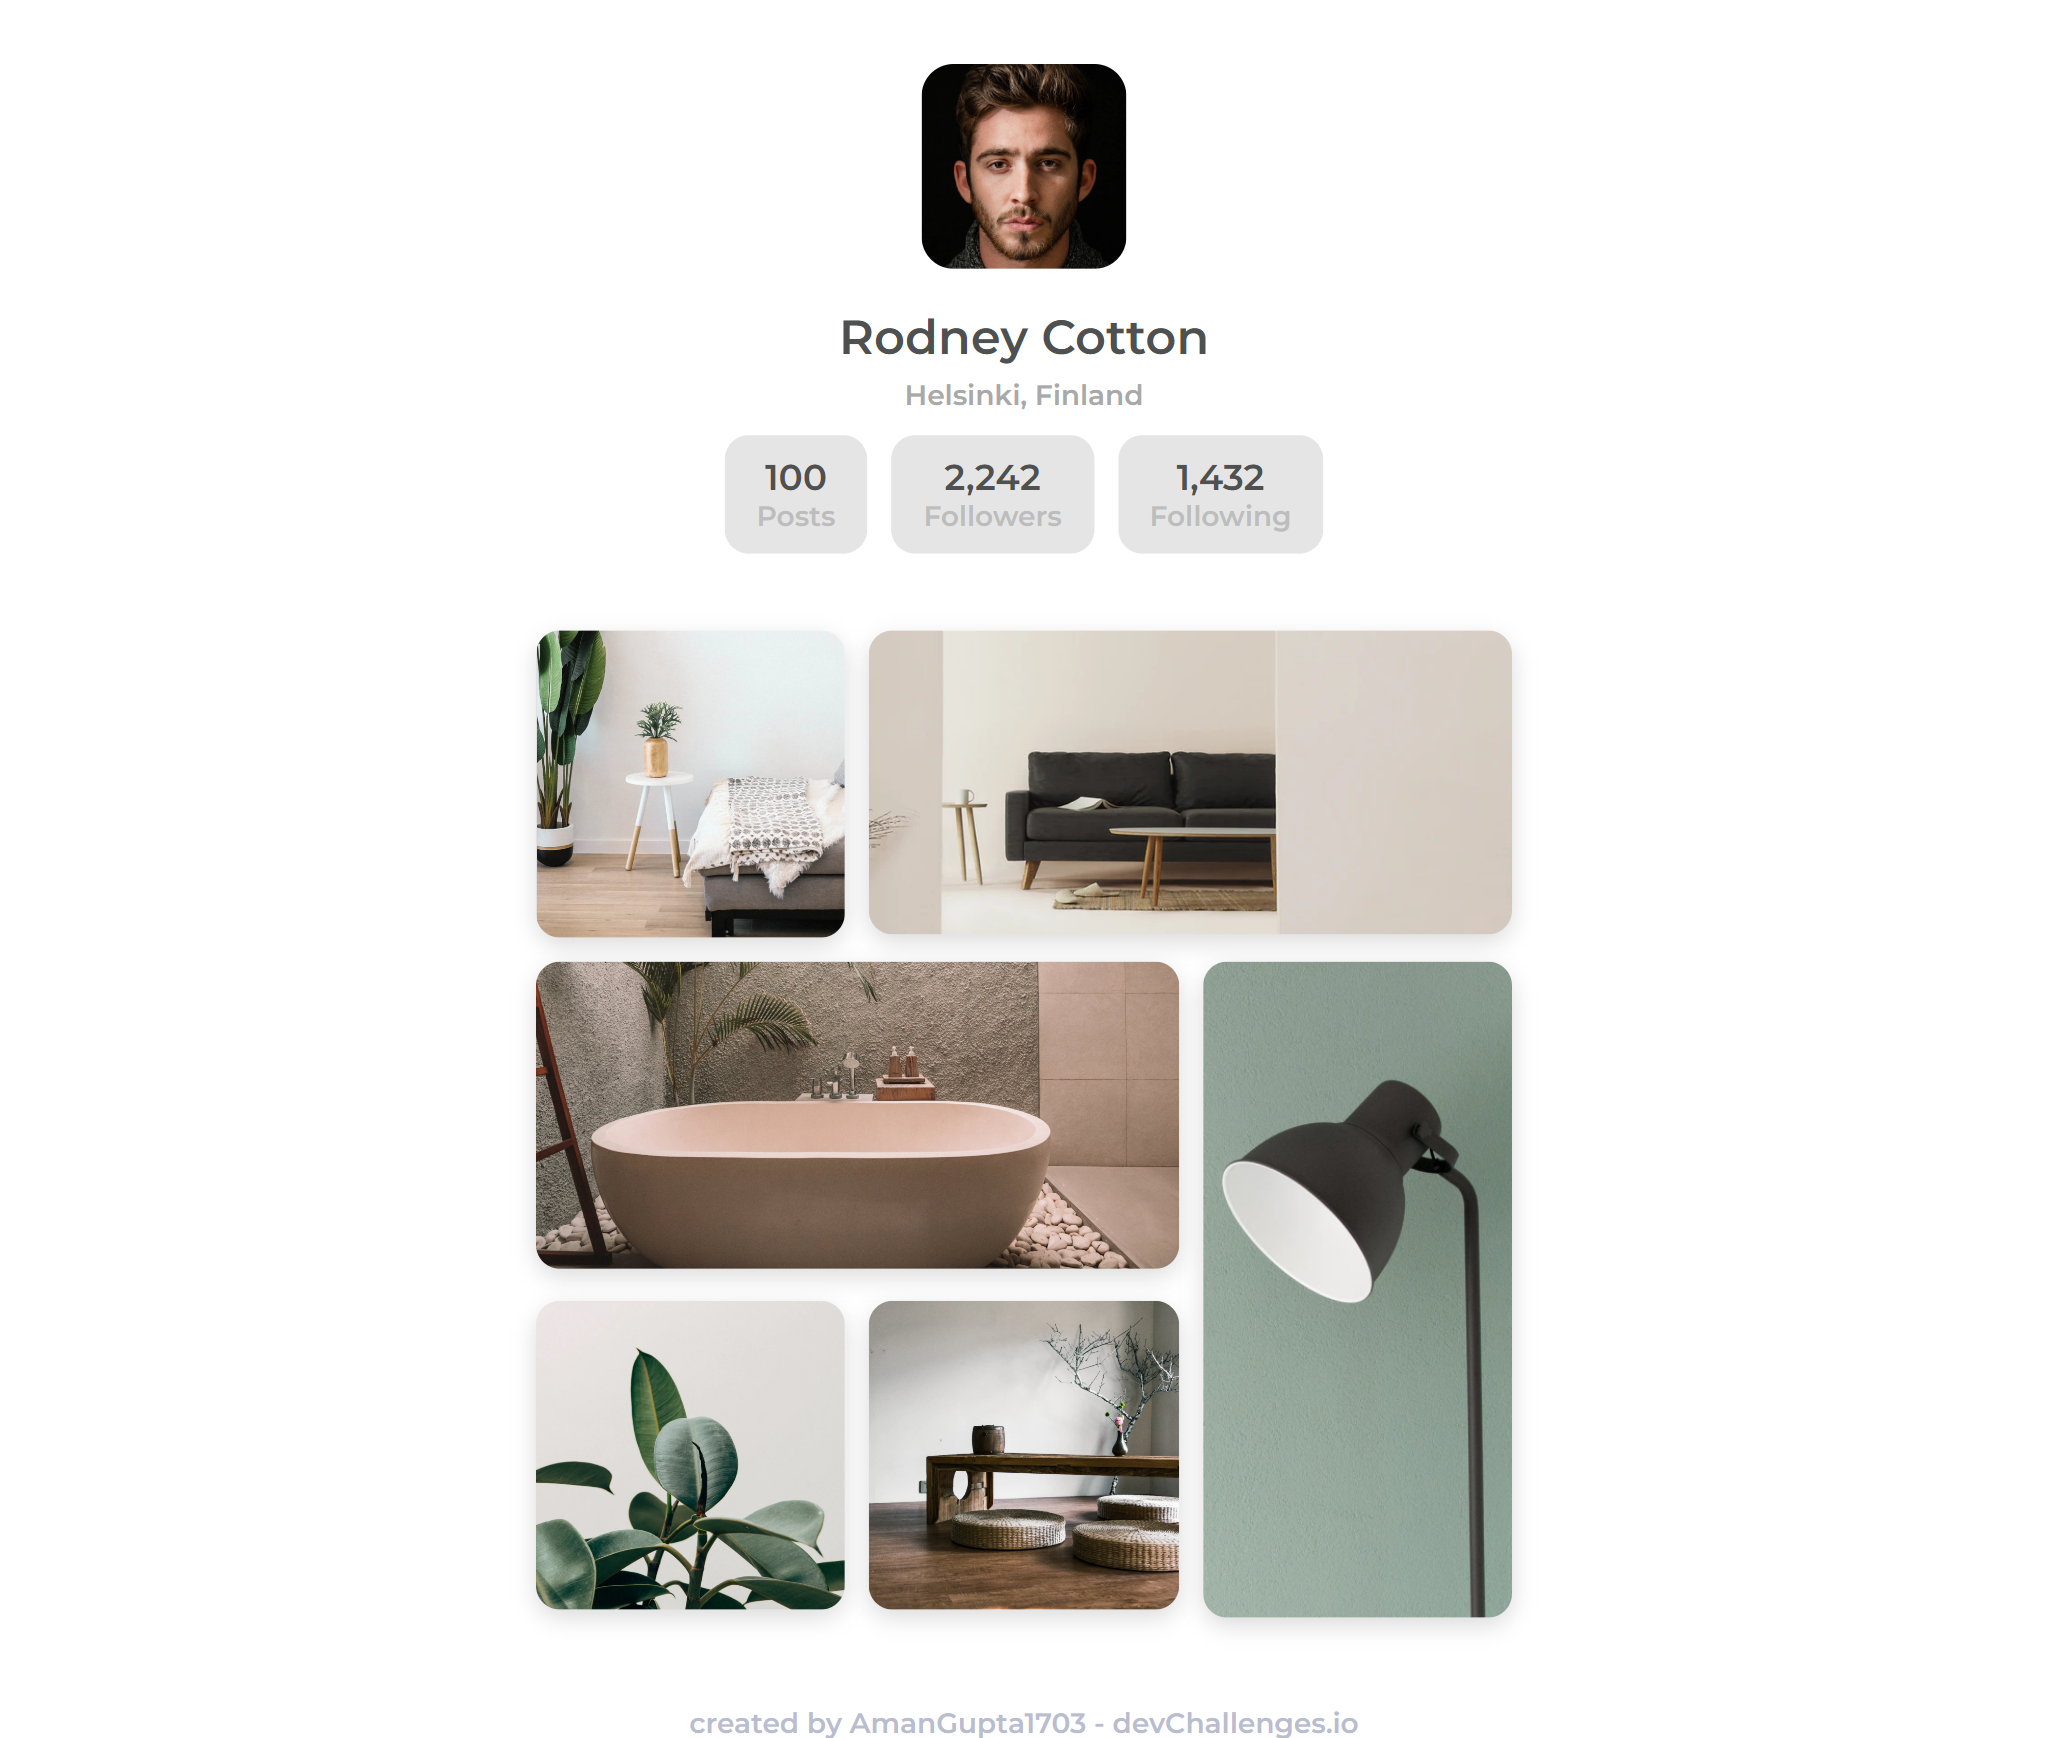 Rodney Cotton
Helsinki, Finland
100
Posts
2,242
Followers
1,432
Following
created by AmanGupta1703 - devChallenges.io